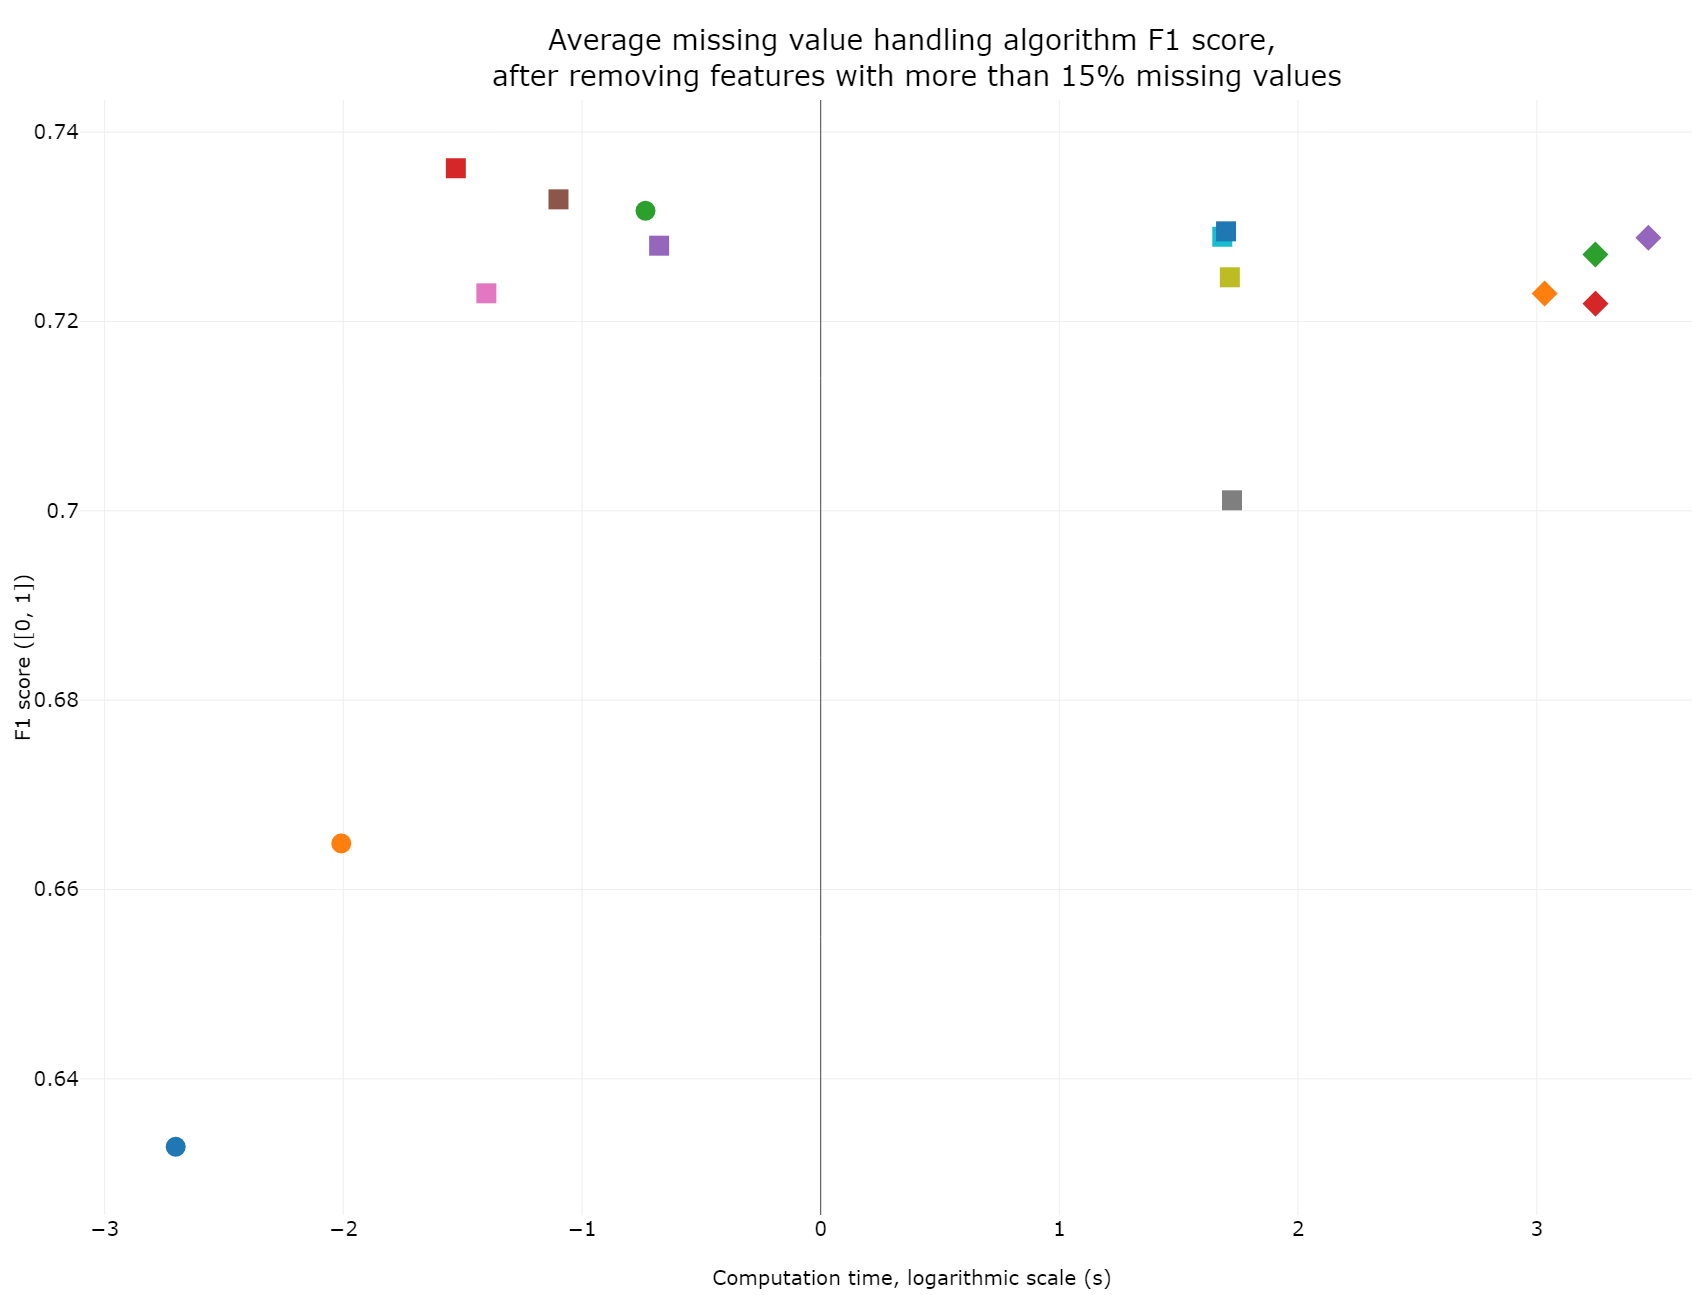 Average missing value handling algorithm F1 score,
after removing features with more than 15% missing values
0.74
0.72
0.7
0.68
0.66
0.64
F1 score ([0, 1])
−3 −2 −1 0 1 2 3
Computation time, logarithmic scale (s)